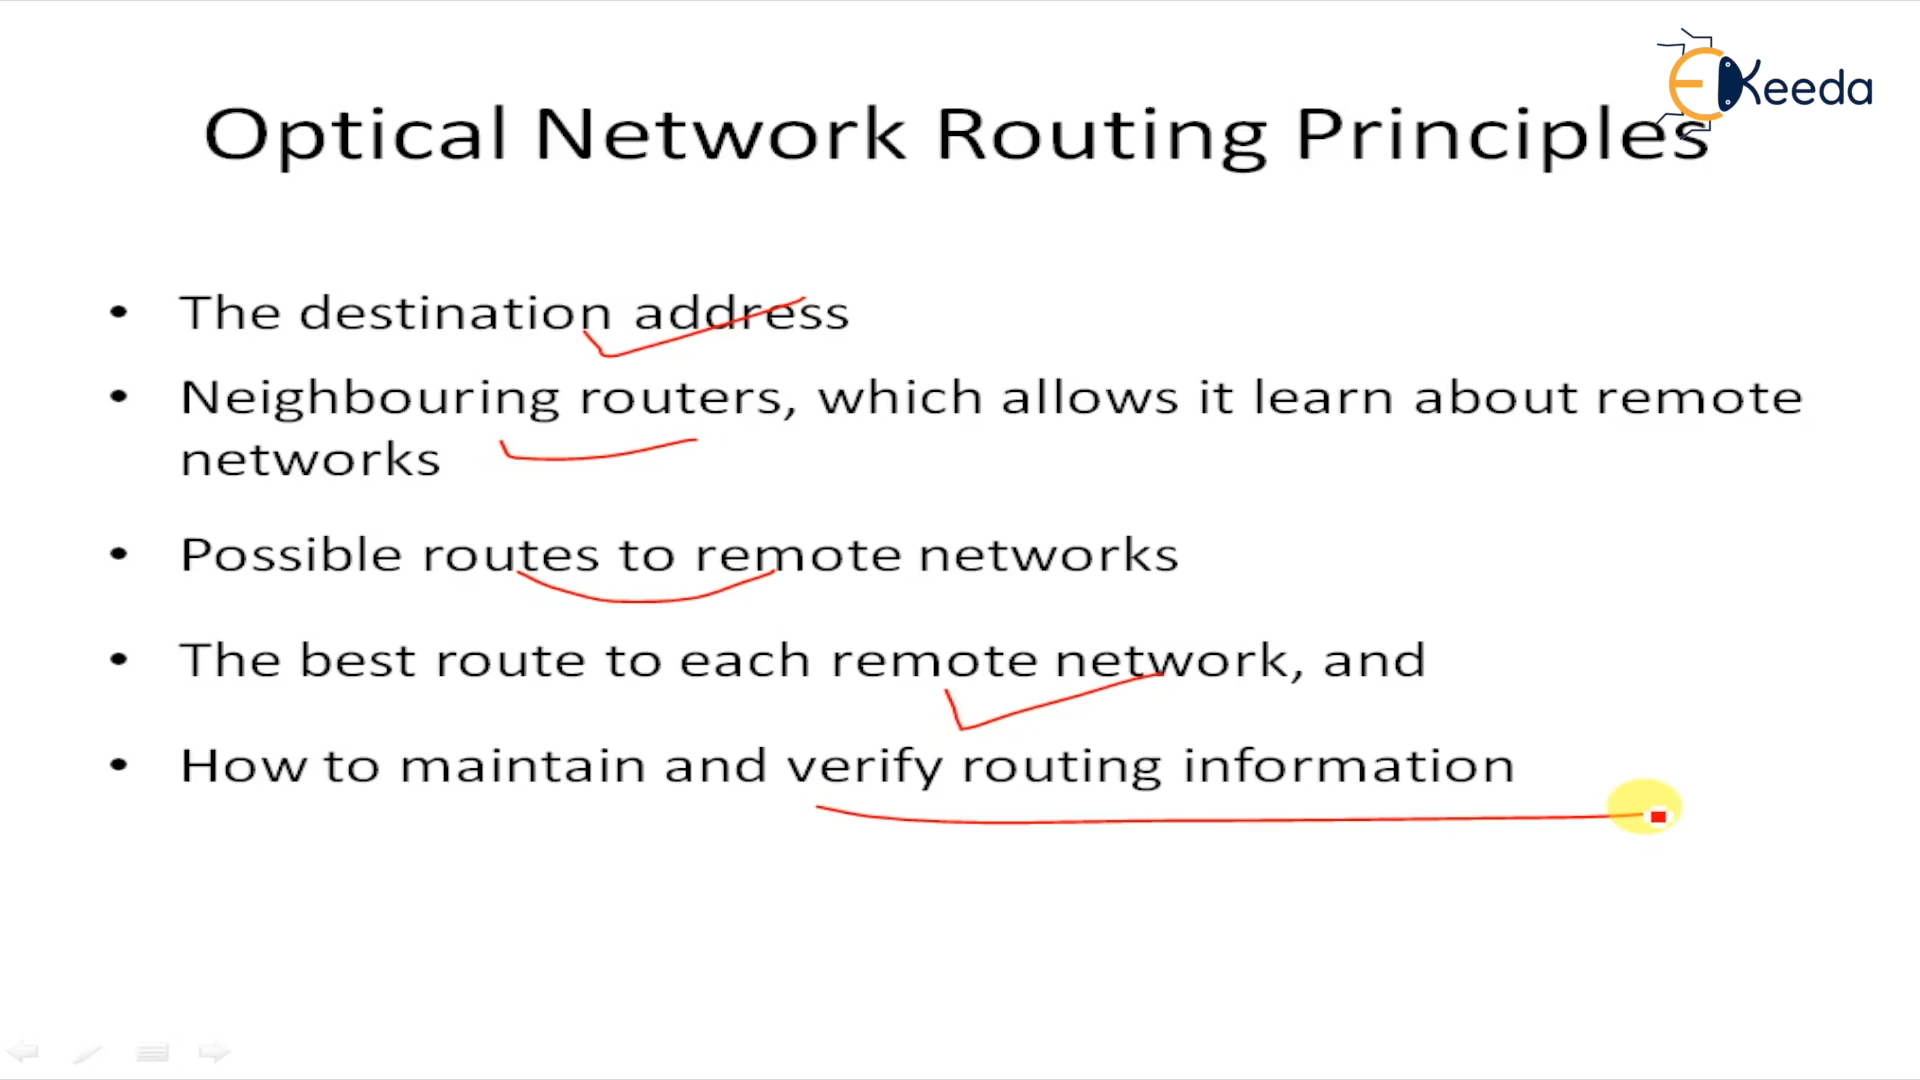 EKeeda
Optical Network Routing Principles
• The destination address
• Neighbouring routers, which allows it learn about remote
networks
• Possible routes to remote networks
• The best route to each remote network, and
• How to maintain and verify routing information